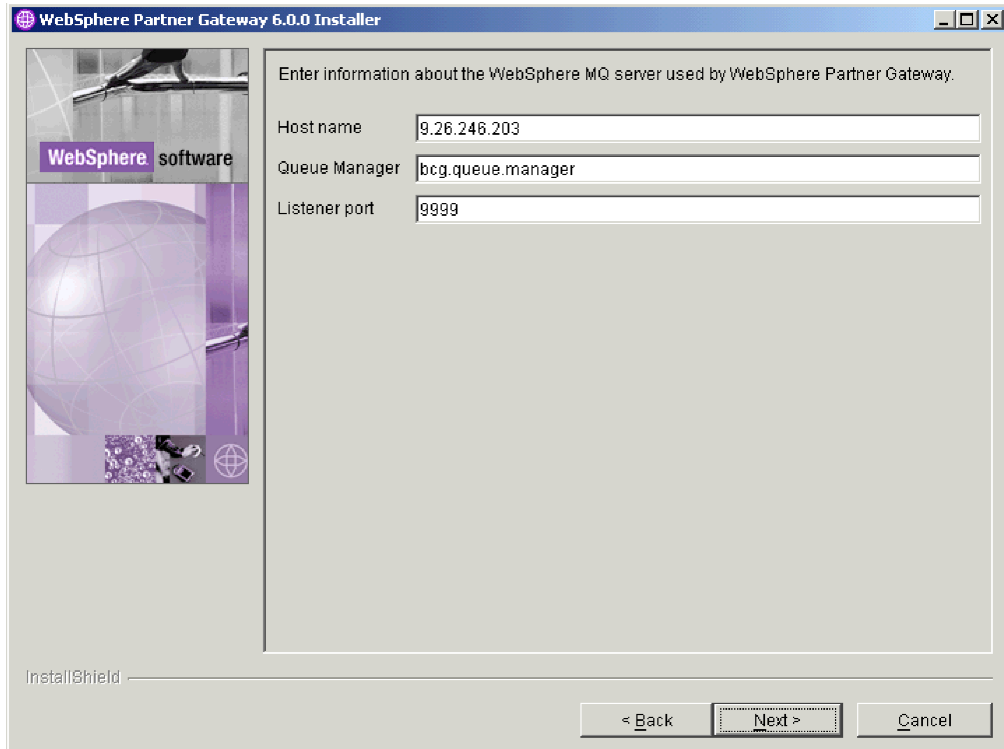 WebSphere Partner Gateway 6.0.0 Installer
WebSphere. software
Enter information about the WebSphere MQ server used by WebSphere Partner Gateway.
Host name 9.26.246.203
Queue Manager bcg.queue.manager
Listener port 9999
InstallShield
< Back Next > Cancel